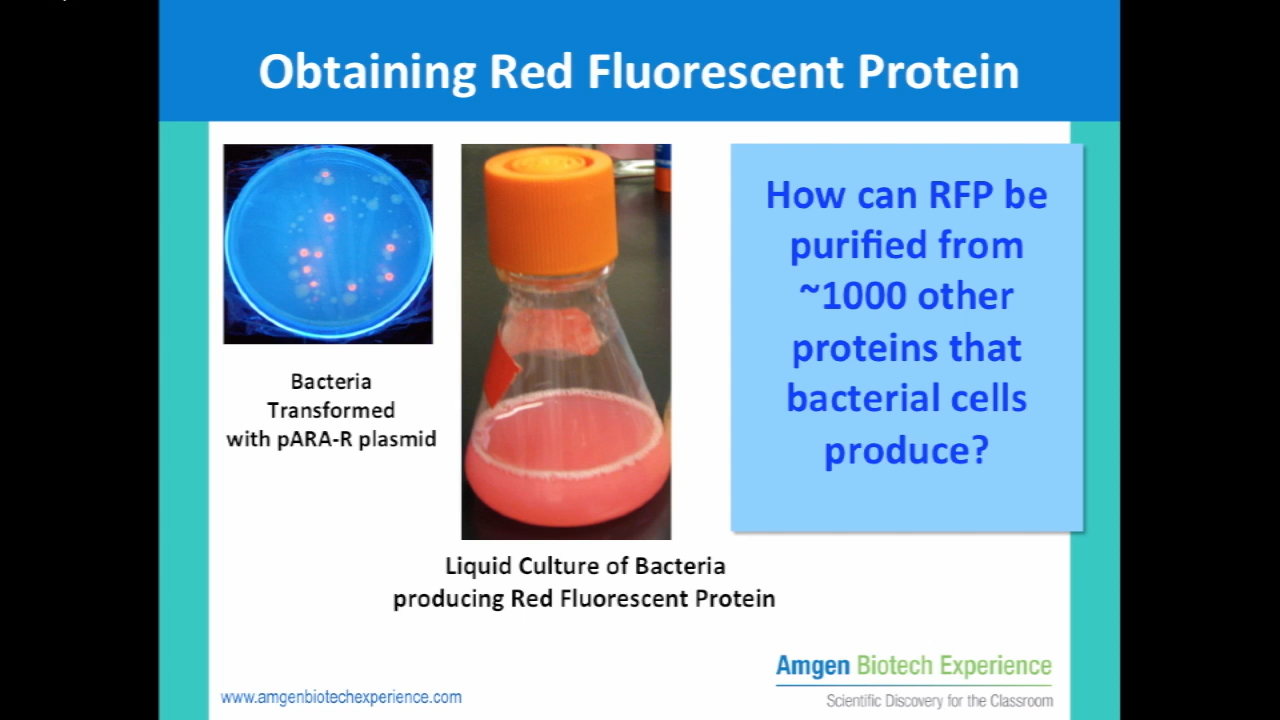 Obtaining Red Fluorescent Protein
Bacteria
Transformed
with pARA-R plasmid
Liquid Culture of Bacteria
producing Red Fluorescent Protein
How can RFP be
purified from
~1000 other
proteins that
bacterial cells
produce?
www.amgenbiotechexperience.com
Amgen Biotech Experience
Scientific Discovery for the Classroom